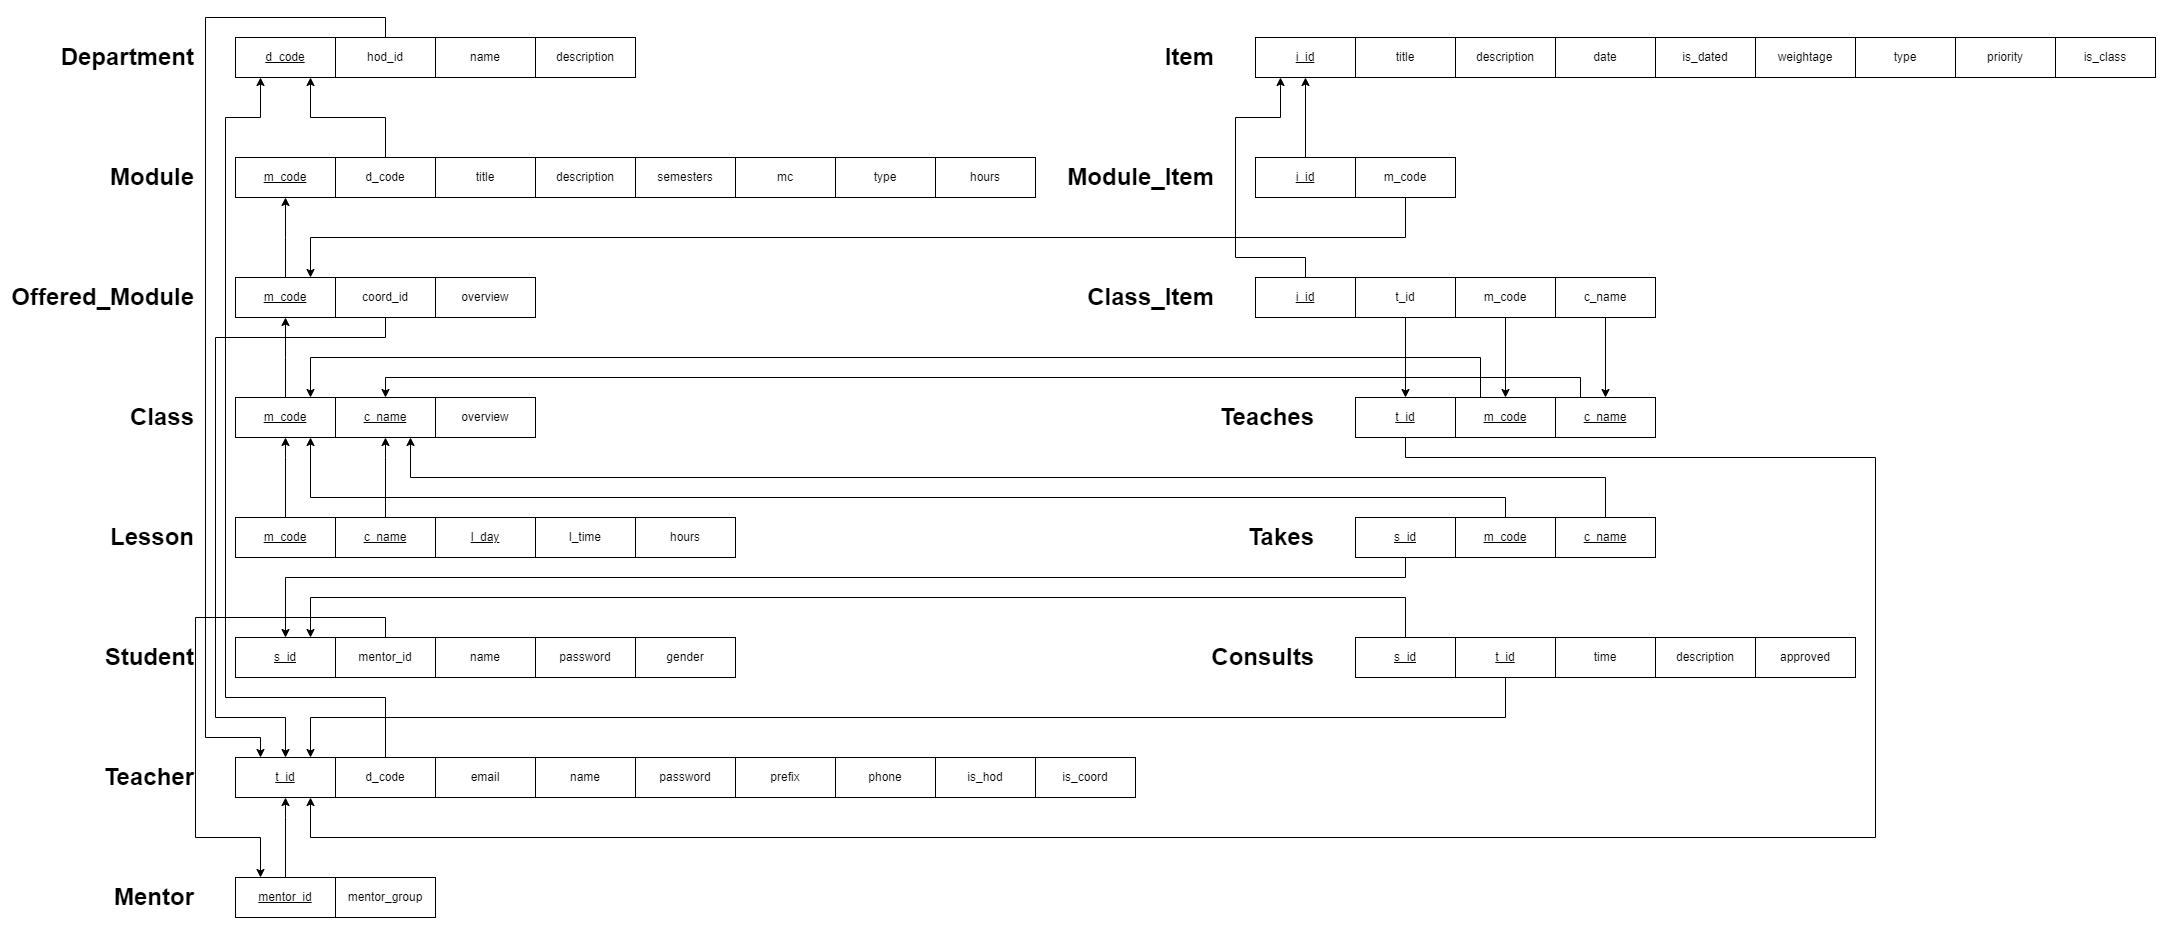 Department d_code hod_id name description
Item i_id title description date is_dated weightage type priority is_class
Module m_code d_code title description semesters mc type hours
Module_Item i_id m_code
Offered_Module m_code coord_id overview
Class_Item i_id t_id m_code c_name
Class m_code c_name overview
Teaches t_id m_code c_name
Lesson m_code c_name l_day l_time hours
Takes s_id m_code c_name
Student s_id mentor_id name password gender
Consults s_id t_id time description approved
Teacher t_id d_code email name password prefix phone is_hod is_coord
Mentor mentor_id mentor_group